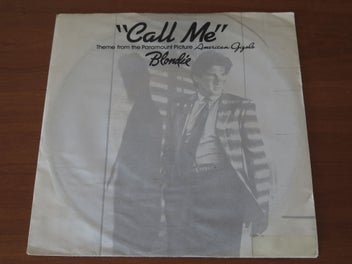 "Call Me"
Theme from the Paramount Picture American Gigolo
Blondie